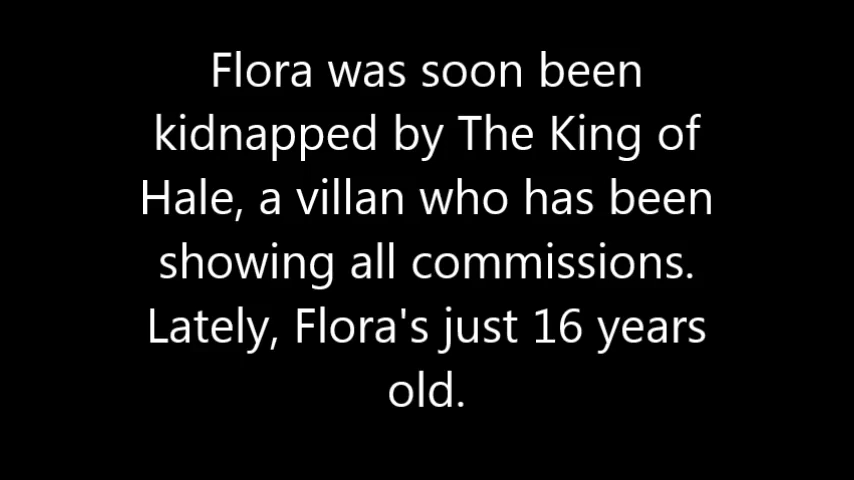 Flora was soon been
kidnapped by The King of
Hale, a villan who has been
showing all commissions.
Lately, Flora's just 16 years
old.